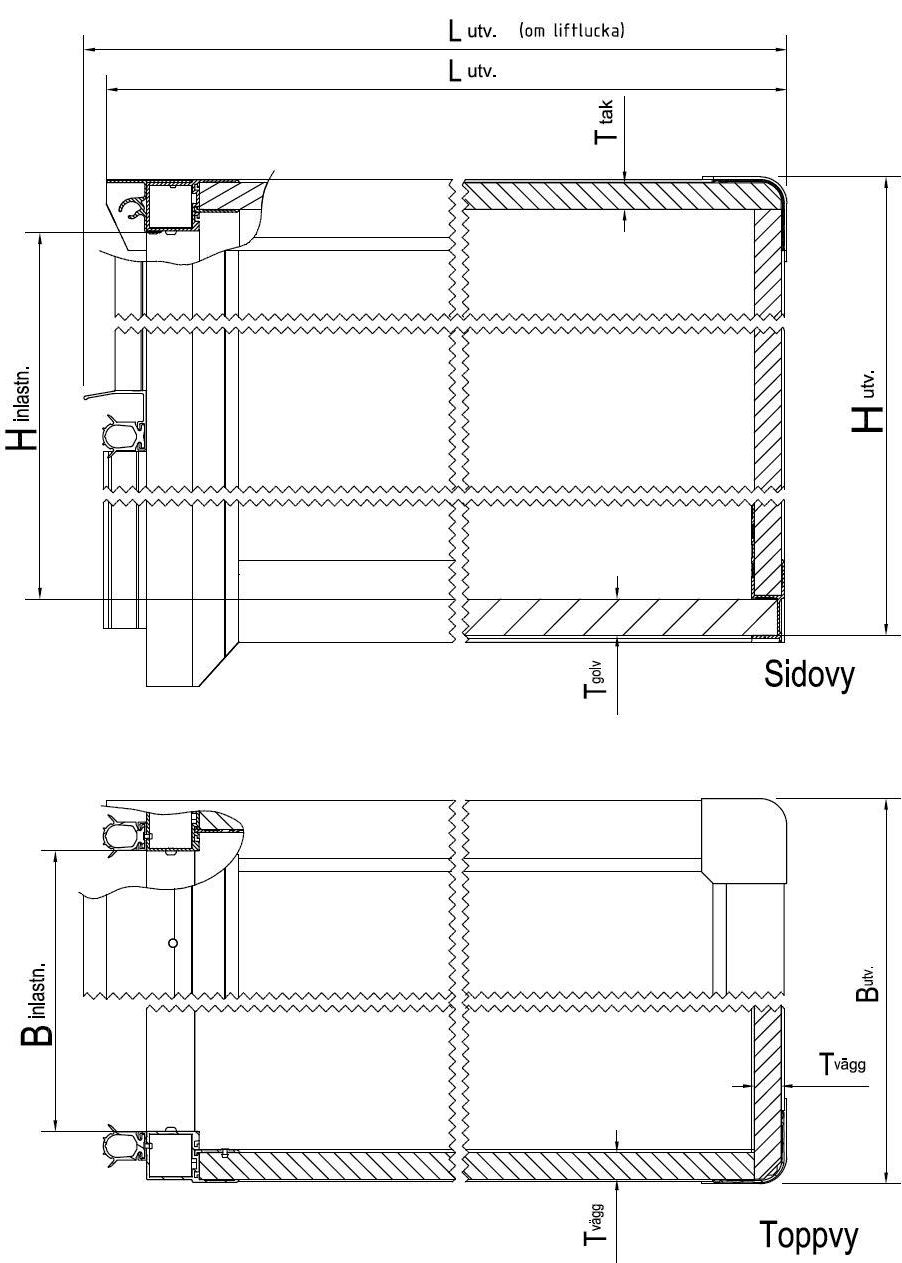 L utv. (om liftlucka)
L utv.
T tak
H inlastn.
H utv.
T golv
Sidovy
B inlastn.
B utv.
T vägg
T vägg
Toppvy